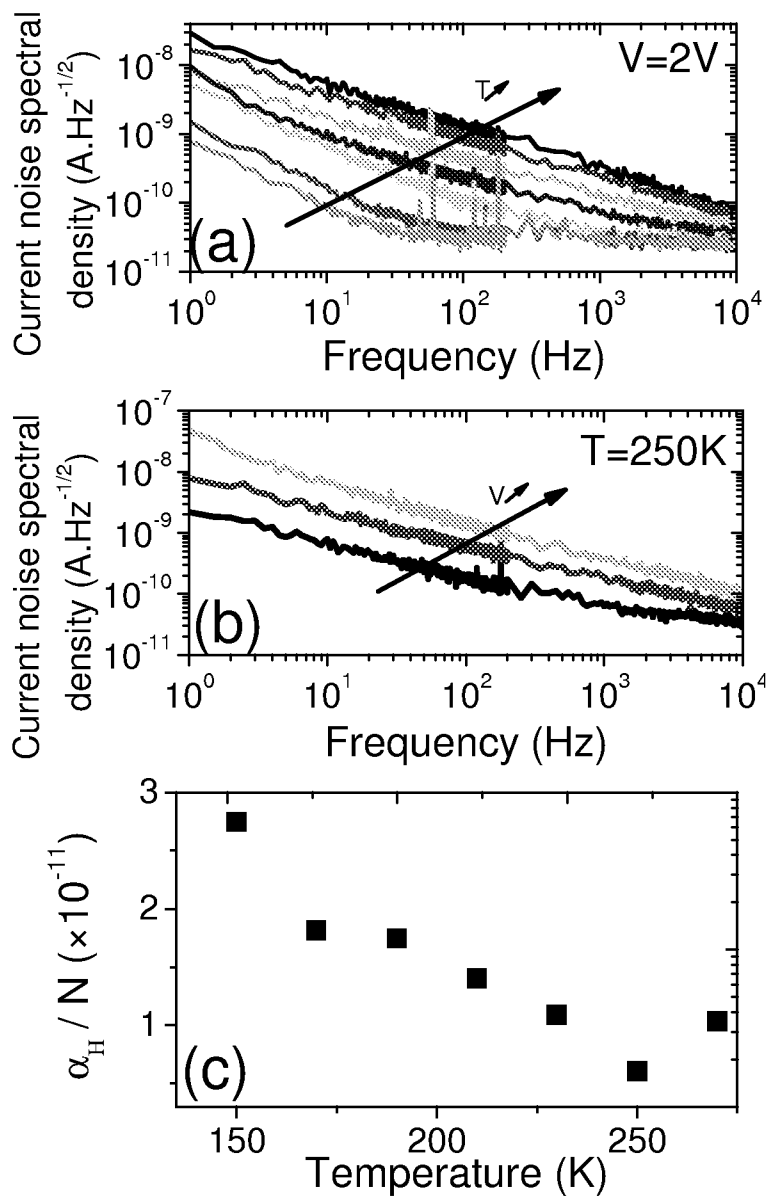 Current noise spectral
density (A.Hz^-1/2)
10^-8
10^-9
10^-10
10^-11
V=2V
T
(a)
10^0 10^1 10^2 10^3 10^4
Frequency (Hz)
Current noise spectral
density (A.Hz^-1/2)
10^-7
10^-8
10^-9
10^-10
10^-11
T=250K
V
(b)
10^0 10^1 10^2 10^3 10^4
Frequency (Hz)
α_H / N (×10^-11)
3
2
1
(c)
150 200 250
Temperature (K)